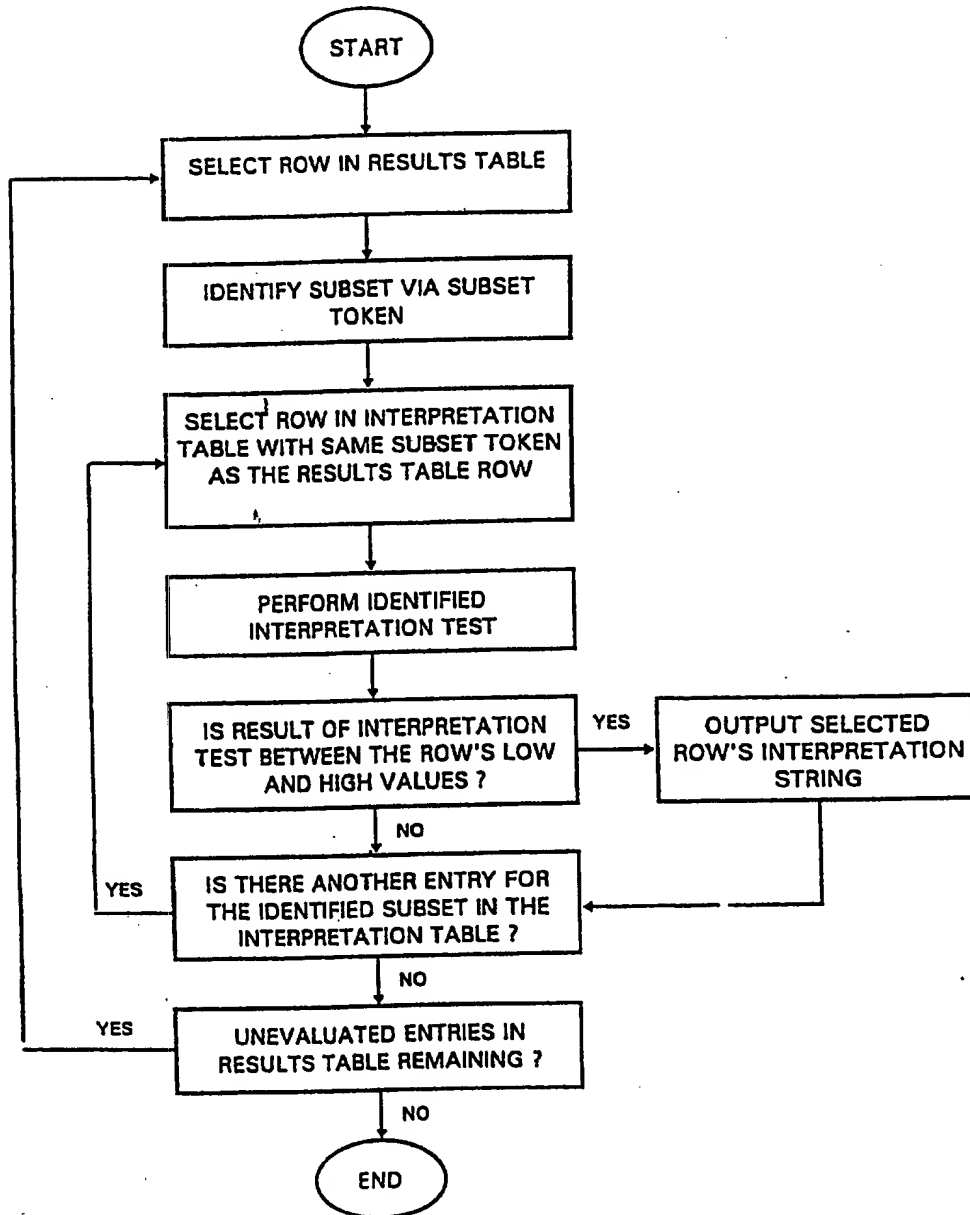 START
SELECT ROW IN RESULTS TABLE
IDENTIFY SUBSET VIA SUBSET
TOKEN
SELECT ROW IN INTERPRETATION
TABLE WITH SAME SUBSET TOKEN
AS THE RESULTS TABLE ROW
PERFORM IDENTIFIED
INTERPRETATION TEST
IS RESULT OF INTERPRETATION
TEST BETWEEN THE ROW'S LOW
AND HIGH VALUES ?
YES
OUTPUT SELECTED
ROW'S INTERPRETATION
STRING
NO
IS THERE ANOTHER ENTRY FOR
THE IDENTIFIED SUBSET IN THE
INTERPRETATION TABLE ?
YES
NO
UNEVALUATED ENTRIES IN
RESULTS TABLE REMAINING ?
YES
NO
END